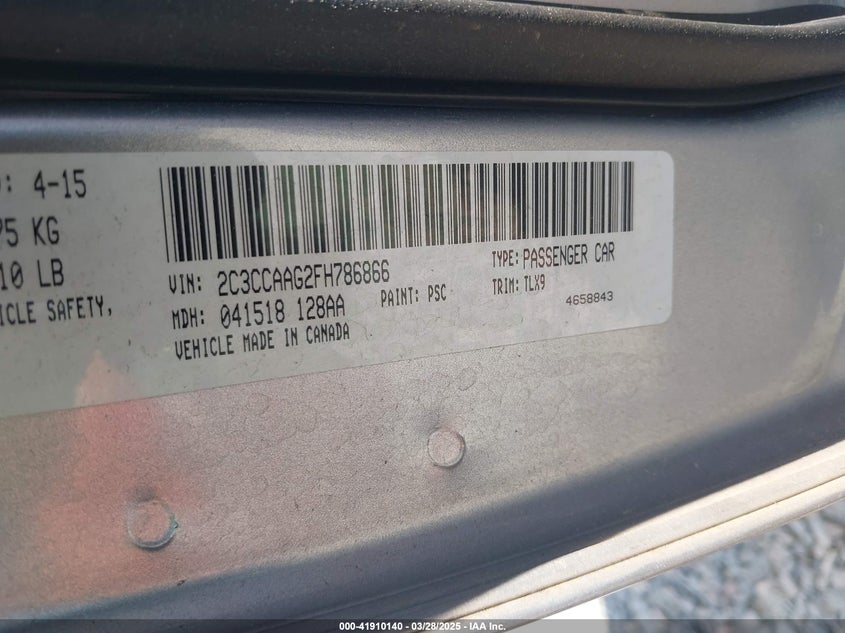 : 4-15
95 KG
10 LB
ICLE SAFETY,
VIN: 2C3CCAAG2FH786866
TYPE: PASSENGER CAR
MDH: 041518 128AA
PAINT: PSC
TRIM: TLX9
VEHICLE MADE IN CANADA
4658843
000-41910140 - 03/28/2025 - IAA Inc.